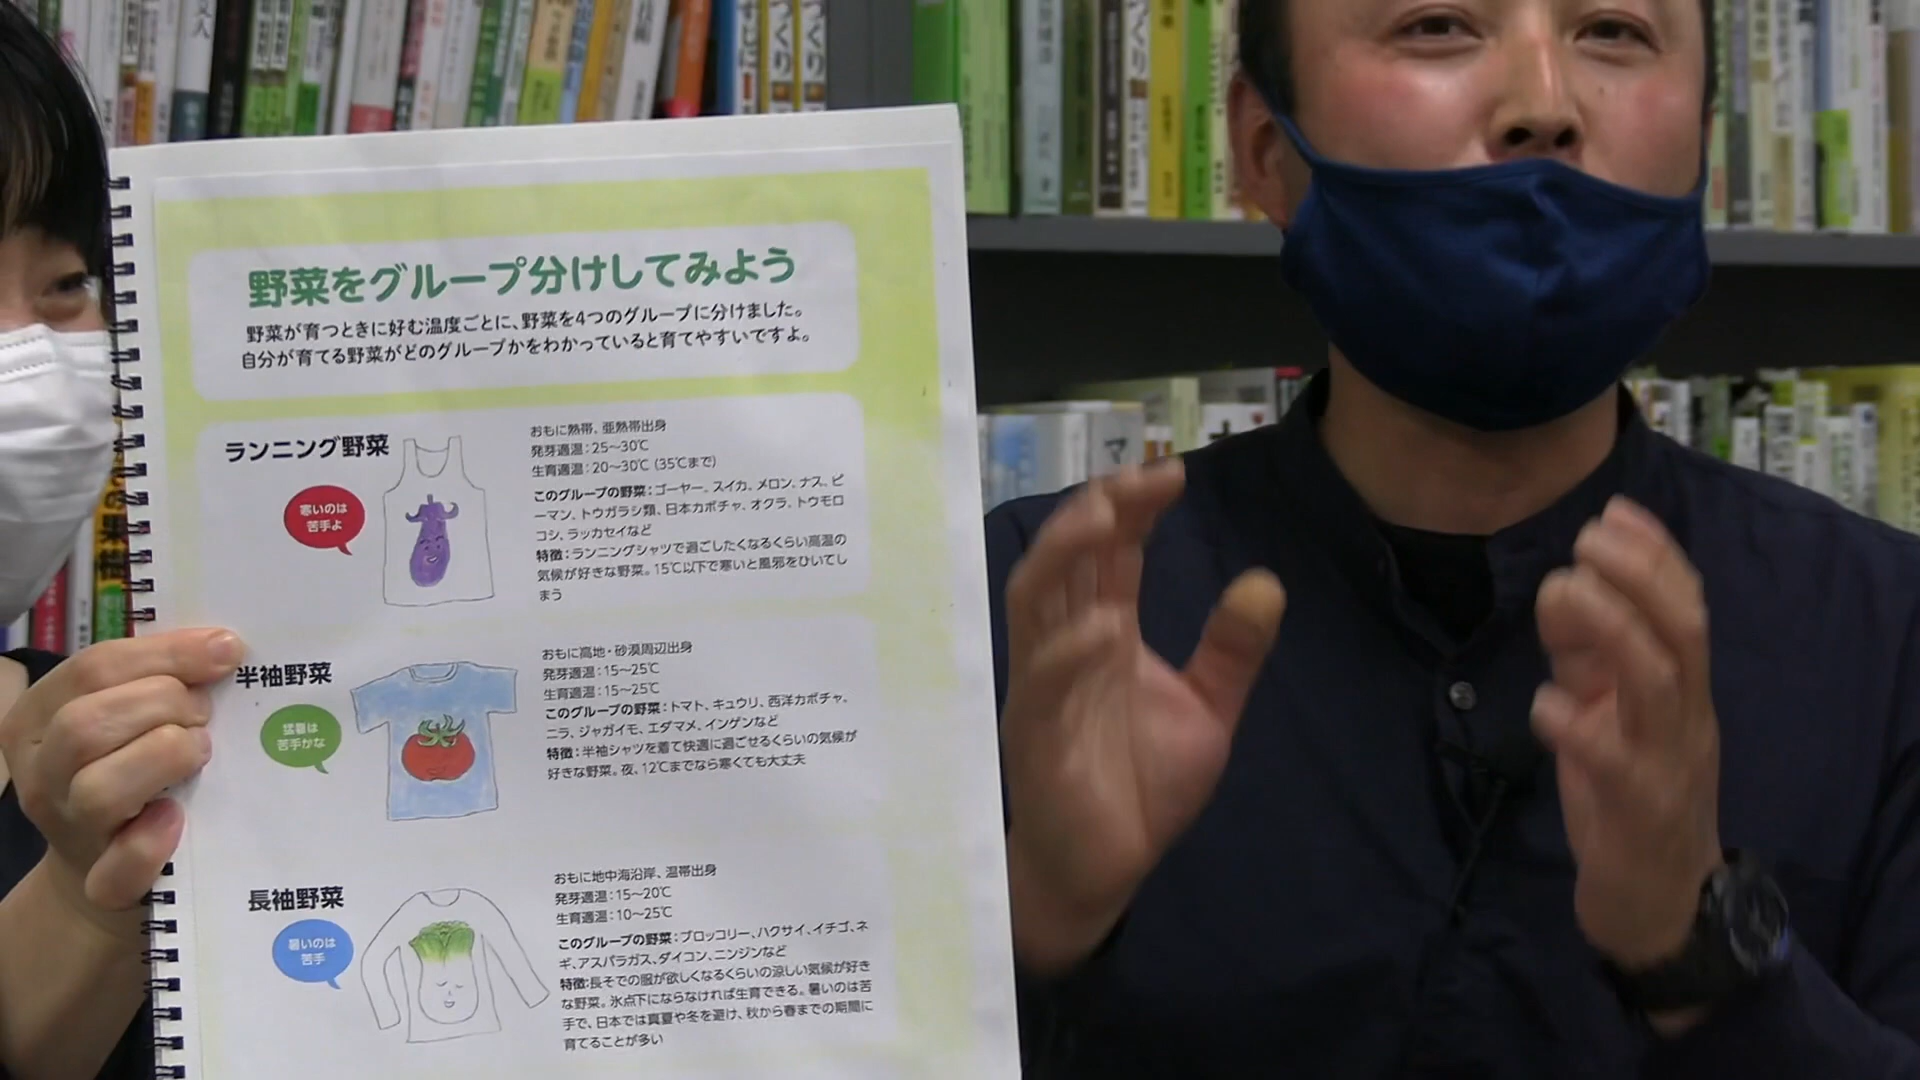 野菜をグループ分けしてみよう
野菜が育つときに好む温度ごとに、野菜を4つのグループに分けました。
自分が育てる野菜がどのグループかをわかっていると育てやすいですよ。
ランニング野菜
寒いのは
苦手よ
おもに熱帯、亜熱帯出身
発芽適温：25～30℃
生育適温：20～30℃（35℃まで）
このグループの野菜：ゴーヤー、スイカ、メロン、ナス、ピ
ーマン、トウガラシ類、日本カボチャ、オクラ、トウモロ
コシ、ラッカセイなど
特徴：ランニングシャツで過ごしたくなるくらい高温の
気候が好きな野菜。15℃以下で寒いと風邪をひいてし
まう
半袖野菜
猛暑は
苦手かな
おもに高地・砂漠周辺出身
発芽適温：15～25℃
生育適温：15～25℃
このグループの野菜：トマト、キュウリ、西洋カボチャ、
ニラ、ジャガイモ、エダマメ、インゲンなど
特徴：半袖シャツを着て快適に過ごせるくらいの気候が
好きな野菜。夜、12℃までなら寒くても大丈夫
長袖野菜
暑いのは
苦手
おもに地中海沿岸、温帯出身
発芽適温：15～20℃
生育適温：10～25℃
このグループの野菜：ブロッコリー、ハクサイ、イチゴ、ネ
ギ、アスパラガス、ダイコン、ニンジンなど
特徴：長そでの服が欲しくなるくらいの涼しい気候が好き
な野菜。氷点下にならなければ生育できる。暑いのは苦
手で、日本では真夏や冬を避け、秋から春までの期間に
育てることが多い